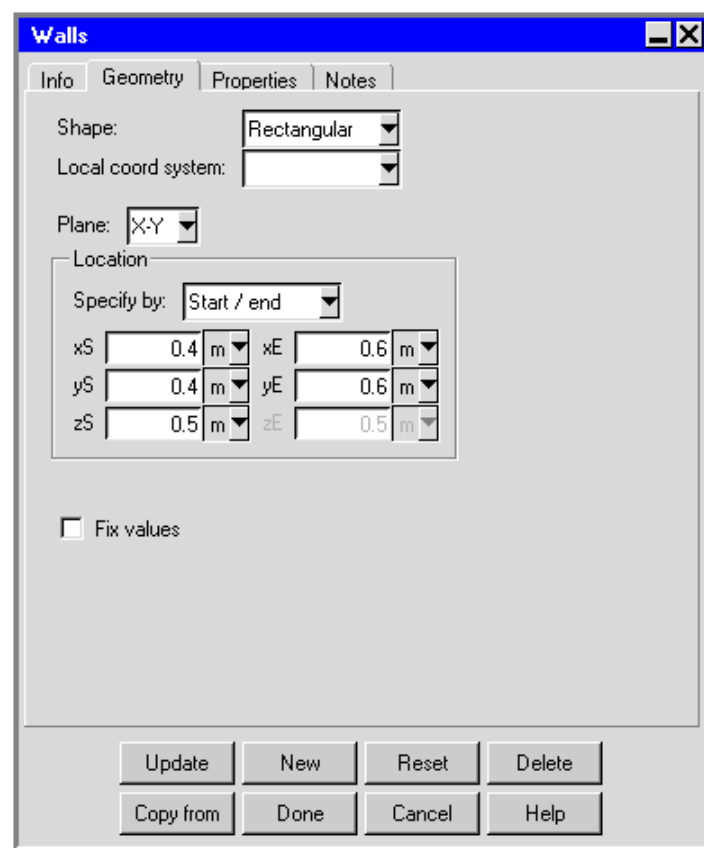 Walls
Info Geometry Properties Notes
Shape: Rectangular
Local coord system:
Plane: X-Y
Location
Specify by: Start / end
xS 0.4 m xE 0.6 m
yS 0.4 m yE 0.6 m
zS 0.5 m zE 0.5 m
Fix values
Update New Reset Delete
Copy from Done Cancel Help